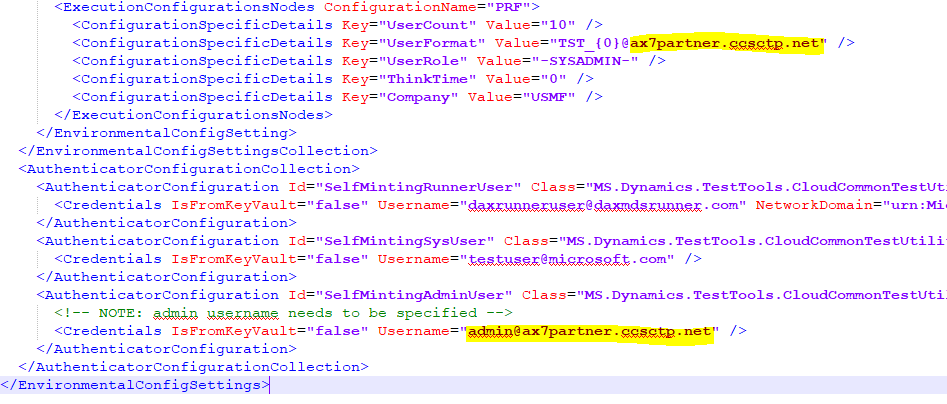 <ExecutionConfigurationsNodes ConfigurationName="PRF">
<ConfigurationSpecificDetails Key="UserCount" Value="10" />
<ConfigurationSpecificDetails Key="UserFormat" Value="TST_{0}@ax7partner.ccsctp.net" />
<ConfigurationSpecificDetails Key="UserRole" Value="-SYSADMIN-" />
<ConfigurationSpecificDetails Key="ThinkTime" Value="0" />
<ConfigurationSpecificDetails Key="Company" Value="USMF" />
</ExecutionConfigurationsNodes>
</EnvironmentalConfigSetting>
</EnvironmentalConfigSettingsCollection>
<AuthenticatorConfigurationCollection>
<AuthenticatorConfiguration Id="SelfMintingRunnerUser" Class="MS.Dynamics.TestTools.CloudCommonTestUti
<Credentials IsFromKeyVault="false" Username="daxrunneruser@daxmdsrunner.com" NetworkDomain="urn:Mic
</AuthenticatorConfiguration>
<AuthenticatorConfiguration Id="SelfMintingSysUser" Class="MS.Dynamics.TestTools.CloudCommonTestUtilit
<Credentials IsFromKeyVault="false" Username="testuser@microsoft.com" />
</AuthenticatorConfiguration>
<AuthenticatorConfiguration Id="SelfMintingAdminUser" Class="MS.Dynamics.TestTools.CloudCommonTestUtil
<!-- NOTE: admin username needs to be specified -->
<Credentials IsFromKeyVault="false" Username="admin@ax7partner.ccsctp.net" />
</AuthenticatorConfiguration>
</AuthenticatorConfigurationCollection>
</EnvironmentalConfigSettings>